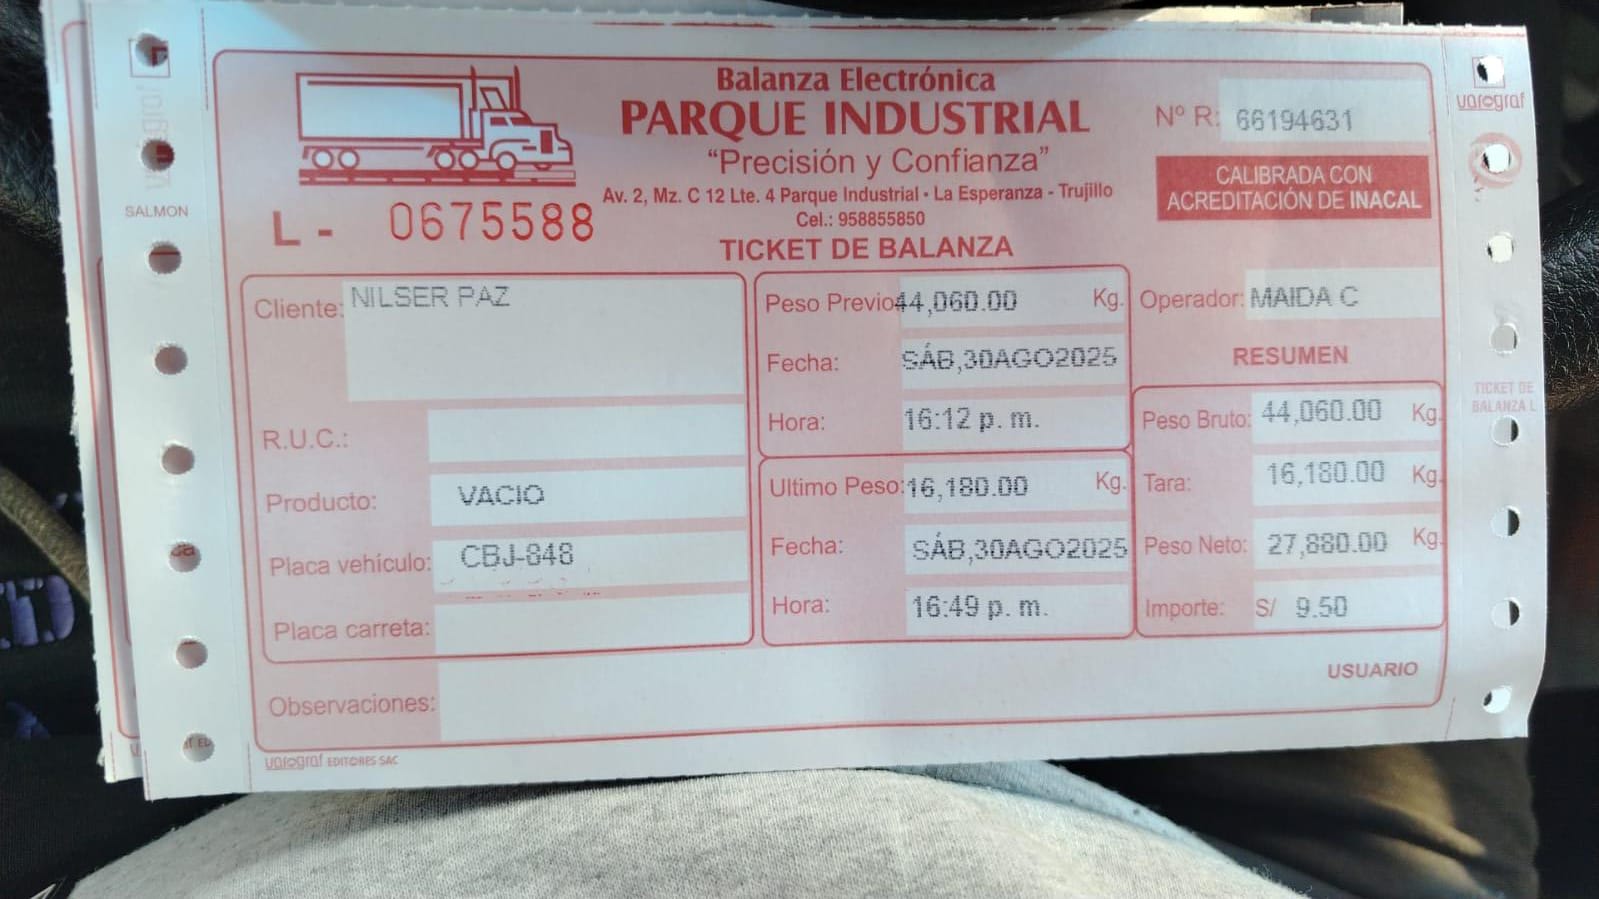 Balanza Electrónica
PARQUE INDUSTRIAL
“Precisión y Confianza”
Av. 2, Mz. C 12 Lte. 4 Parque Industrial - La Esperanza - Trujillo
Cel.: 958855850
TICKET DE BALANZA
L - 0675588
Nº R: 66194631
CALIBRADA CON
ACREDITACIÓN DE INACAL
Cliente: NILSER PAZ
R.U.C.:
Producto: VACIO
Placa vehículo: CBJ-848
Placa carreta:
Observaciones:
Peso Previo 44,060.00 Kg.
Fecha: SÁB,30AGO2025
Hora: 16:12 p. m.
Ultimo Peso: 16,180.00 Kg.
Fecha: SÁB,30AGO2025
Hora: 16:49 p. m.
Operador: MAIDA C
RESUMEN
Peso Bruto: 44,060.00 Kg.
Tara: 16,180.00 Kg.
Peso Neto: 27,880.00 Kg.
Importe: S/ 9.50
USUARIO
varograf EDITORES SAC
SALMON
varograf
TICKET DE
BALANZA L